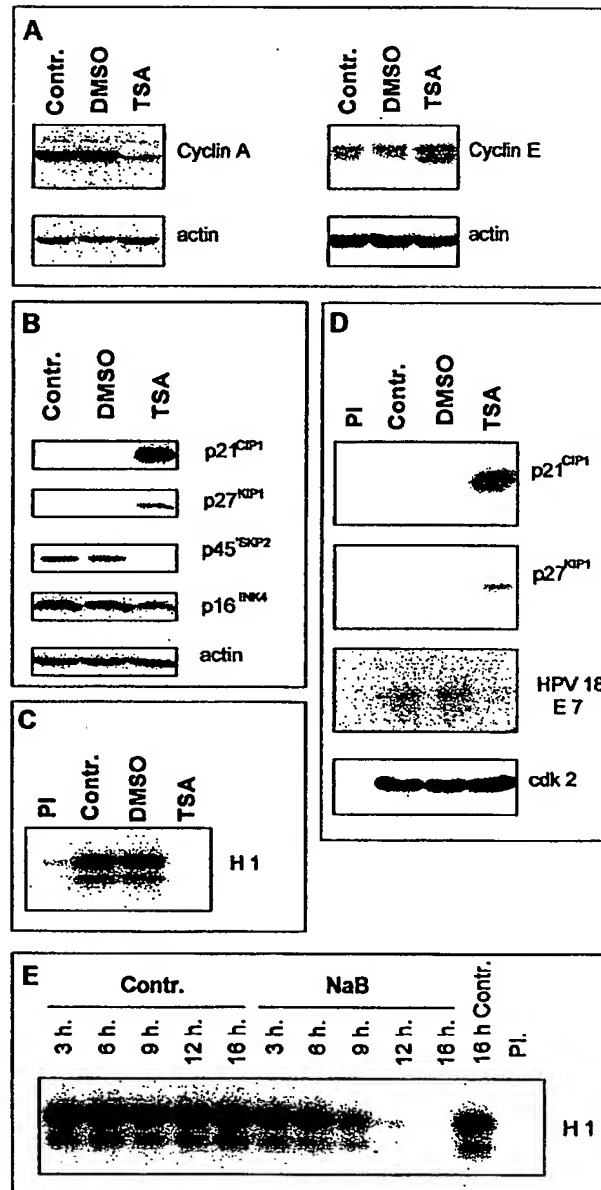 A
Contr.
DMSO
TSA
Cyclin A
actin
Contr.
DMSO
TSA
Cyclin E
actin
B
Contr.
DMSO
TSA
p21CIP1
p27KIP1
p45SKP2
p16INK4
actin
C
PI
Contr.
DMSO
TSA
H 1
D
PI
Contr.
DMSO
TSA
p21CIP1
p27KIP1
HPV 18
E 7
cdk 2
E
Contr.
NaB
3 h.
6 h.
9 h.
12 h.
16 h.
3 h.
6 h.
9 h.
12 h.
16 h.
16 h Contr.
PI.
H 1